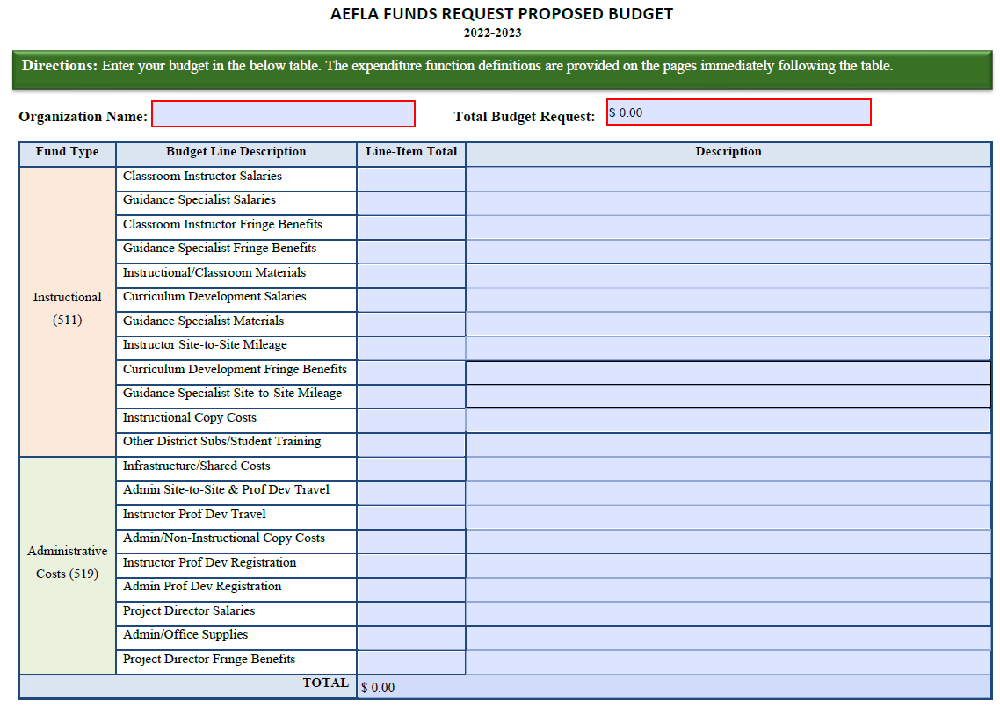 AEFLA FUNDS REQUEST PROPOSED BUDGET
2022-2023
Directions: Enter your budget in the below table. The expenditure function definitions are provided on the pages immediately following the table.
Organization Name: Total Budget Request: $ 0.00
Fund Type Budget Line Description Line-Item Total Description
Instructional
(511)
Classroom Instructor Salaries
Guidance Specialist Salaries
Classroom Instructor Fringe Benefits
Guidance Specialist Fringe Benefits
Instructional/Classroom Materials
Curriculum Development Salaries
Guidance Specialist Materials
Instructor Site-to-Site Mileage
Curriculum Development Fringe Benefits
Guidance Specialist Site-to-Site Mileage
Instructional Copy Costs
Other District Subs/Student Training
Administrative
Costs (519)
Infrastructure/Shared Costs
Admin Site-to-Site & Prof Dev Travel
Instructor Prof Dev Travel
Admin/Non-Instructional Copy Costs
Instructor Prof Dev Registration
Admin Prof Dev Registration
Project Director Salaries
Admin/Office Supplies
Project Director Fringe Benefits
TOTAL $ 0.00